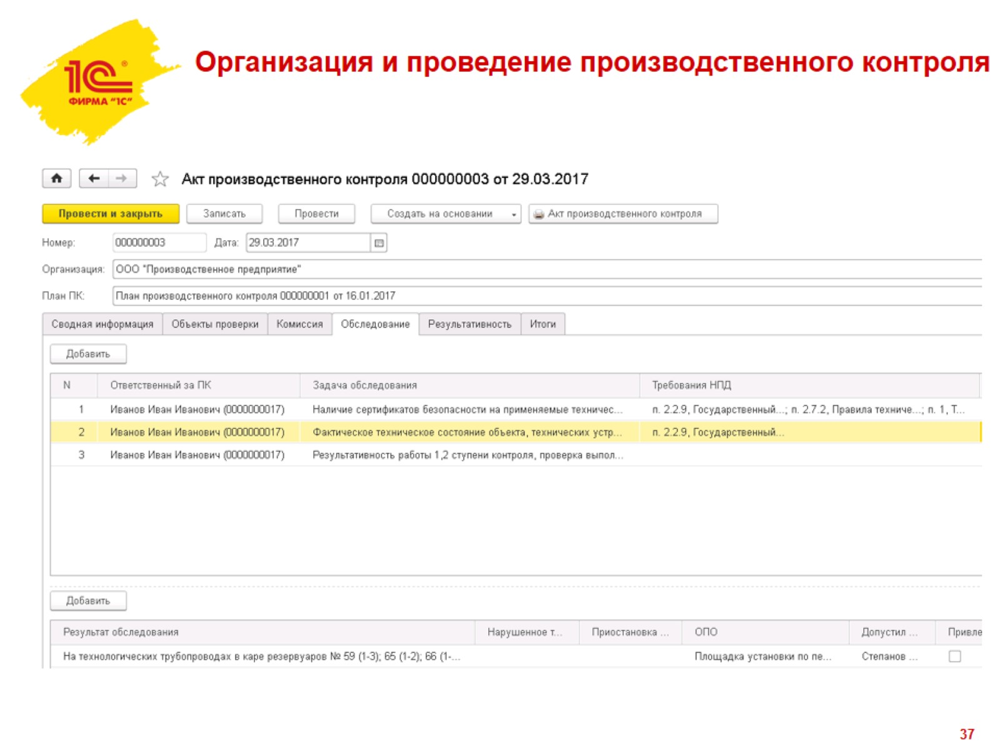 1С®
ФИРМА "1С"
Организация и проведение производственного контроля
Акт производственного контроля 000000003 от 29.03.2017
Провести и закрыть Записать Провести Создать на основании Акт производственного контроля
Номер: 000000003 Дата: 29.03.2017
Организация: ООО "Производственное предприятие"
План ПК: План производственного контроля 000000001 от 16.01.2017
Сводная информация Объекты проверки Комиссия Обследование Результативность Итоги
Добавить
N Ответственный за ПК Задача обследования Требования НПД
1 Иванов Иван Иванович (0000000017) Наличие сертификатов безопасности на применяемые техничес... п. 2.2.9, Государственный...; п. 2.7.2, Правила техниче...; п. 1, Т...
2 Иванов Иван Иванович (0000000017) Фактическое техническое состояние объекта, технических устр... п. 2.2.9, Государственный...
3 Иванов Иван Иванович (0000000017) Результативность работы 1,2 ступени контроля, проверка выпол...
Добавить
Результат обследования Нарушенное т... Приостановка ... ОПО Допустил ... Привле
На технологических трубопроводах в каре резервуаров № 59 (1-3); 65 (1-2); 66 (1-... Площадка установки по пе... Степанов ...
37